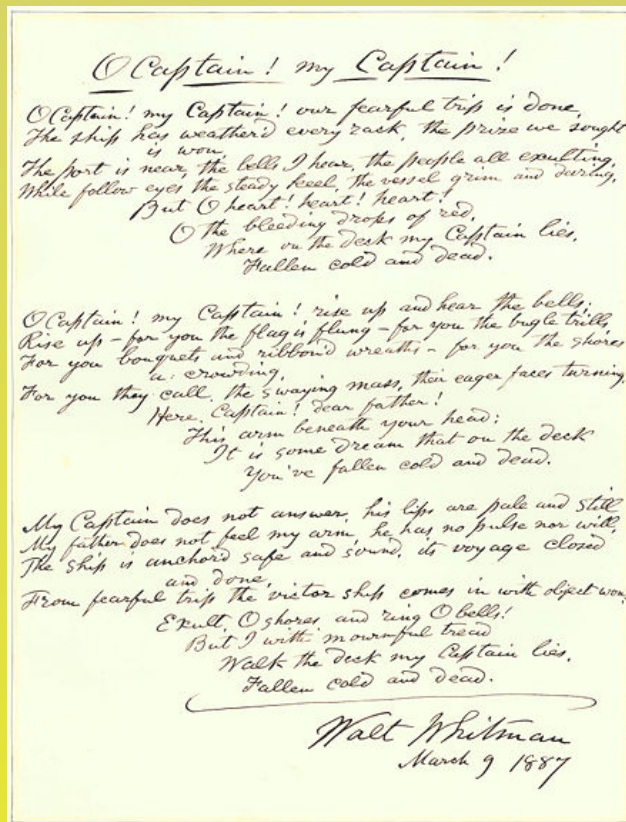 O Captain! my Captain!
O Captain! my Captain! our fearful trip is done,
The ship has weather'd every rack, the prize we sought
is won,
The port is near, the bells I hear, the people all exulting,
While follow eyes the steady keel, the vessel grim and daring,
But O heart! heart! heart!
O the bleeding drops of red,
Where on the deck my Captain lies,
Fallen cold and dead.
O Captain! my Captain! rise up and hear the bells;
Rise up – for you the flag is flung – for you the bugle trills
For you bouquets and ribbon'd wreaths – for you the shores
a-crowding,
For you they call, the swaying mass, their eager faces turning,
Here, Captain! dear father!
This arm beneath your head;
It is some dream that on the deck
You've fallen cold and dead.
My Captain does not answer, his lips are pale and still
My father does not feel my arm, he has no pulse nor will,
The ship is anchor'd safe and sound, its voyage closed
and done,
From fearful trip the victor ship comes in with object won;
Exult, O shores, and ring O bells!
But I with mournful tread
Walk the deck my Captain lies,
Fallen cold and dead.
Walt Whitman
March 9 1887